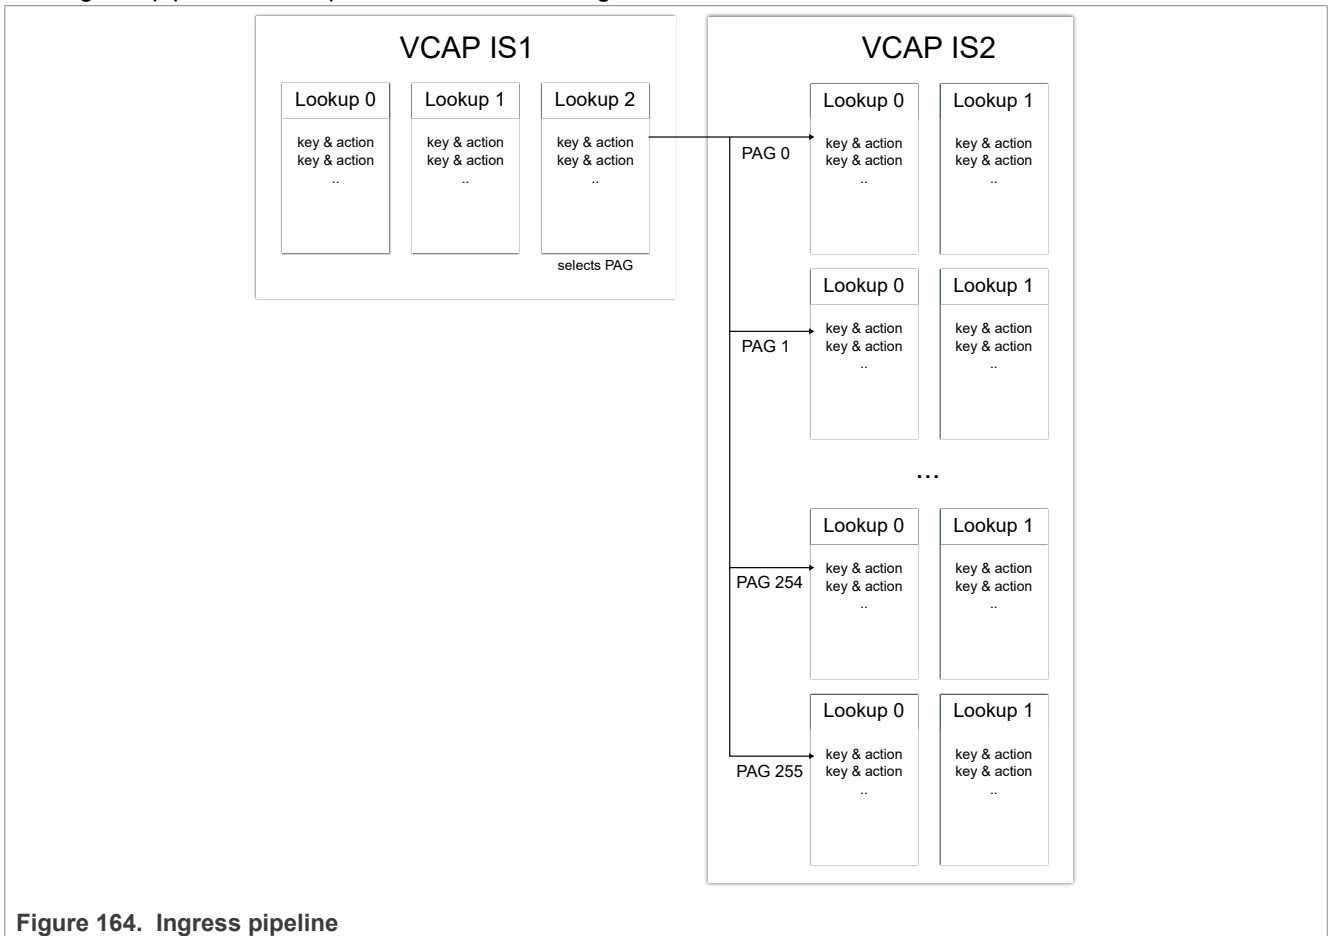 VCAP IS1
Lookup 0
key & action
key & action
..
Lookup 1
key & action
key & action
..
Lookup 2
key & action
key & action
..
selects PAG
VCAP IS2
PAG 0
Lookup 0
key & action
key & action
..
Lookup 1
key & action
key & action
..
PAG 1
Lookup 0
key & action
key & action
..
Lookup 1
key & action
key & action
..
...
PAG 254
Lookup 0
key & action
key & action
..
Lookup 1
key & action
key & action
..
PAG 255
Lookup 0
key & action
key & action
..
Lookup 1
key & action
key & action
..
Figure 164. Ingress pipeline